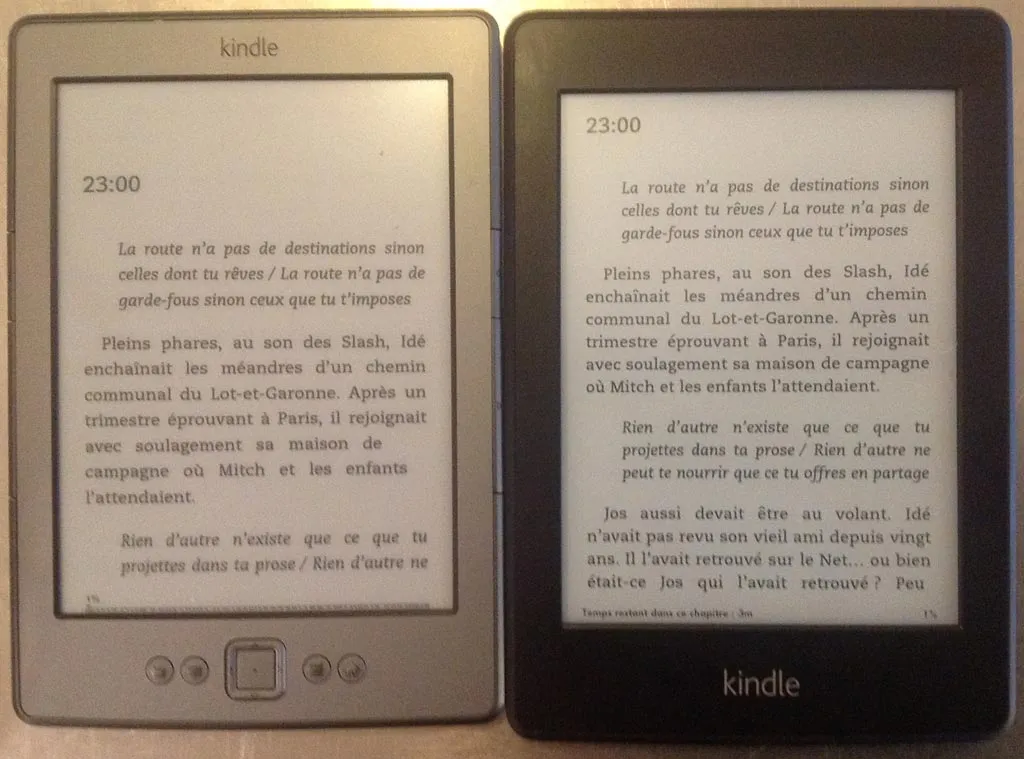 kindle
23:00
La route n'a pas de destinations sinon
celles dont tu rêves / La route n'a pas de
garde-fous sinon ceux que tu t'imposes
Pleins phares, au son des Slash, Idé
enchaînait les méandres d'un chemin
communal du Lot-et-Garonne. Après un
trimestre éprouvant à Paris, il rejoignait
avec soulagement sa maison de
campagne où Mitch et les enfants
l'attendaient.
Rien d'autre n'existe que ce que tu
projettes dans ta prose / Rien d'autre ne
1%
23:00
La route n'a pas de destinations sinon
celles dont tu rêves / La route n'a pas de
garde-fous sinon ceux que tu t'imposes
Pleins phares, au son des Slash, Idé
enchaînait les méandres d'un chemin
communal du Lot-et-Garonne. Après un
trimestre éprouvant à Paris, il rejoignait
avec soulagement sa maison de campagne
où Mitch et les enfants l'attendaient.
Rien d'autre n'existe que ce que tu
projettes dans ta prose / Rien d'autre ne
peut te nourrir que ce tu offres en partage
Jos aussi devait être au volant. Idé
n'avait pas revu son vieil ami depuis vingt
ans. Il l'avait retrouvé sur le Net... ou bien
était-ce Jos qui l'avait retrouvé ? Peu
Temps restant dans ce chapitre : 3m 1%
kindle